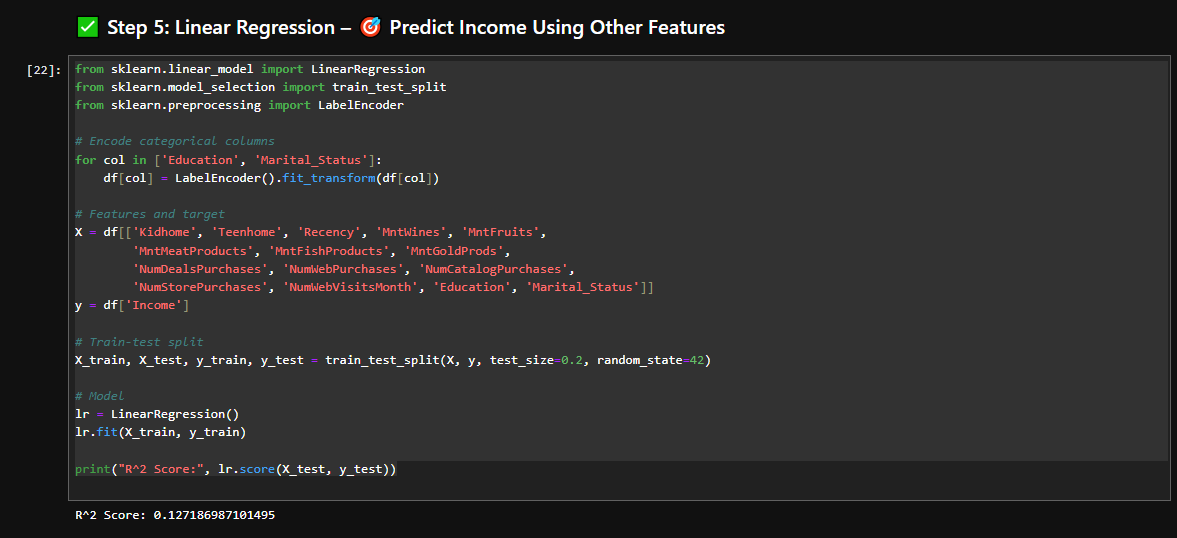 ✅ Step 5: Linear Regression – 🎯 Predict Income Using Other Features
[22]:
from sklearn.linear_model import LinearRegression
from sklearn.model_selection import train_test_split
from sklearn.preprocessing import LabelEncoder
# Encode categorical columns
for col in ['Education', 'Marital_Status']:
    df[col] = LabelEncoder().fit_transform(df[col])
# Features and target
X = df[['Kidhome', 'Teenhome', 'Recency', 'MntWines', 'MntFruits',
        'MntMeatProducts', 'MntFishProducts', 'MntGoldProds',
        'NumDealsPurchases', 'NumWebPurchases', 'NumCatalogPurchases',
        'NumStorePurchases', 'NumWebVisitsMonth', 'Education', 'Marital_Status']]
y = df['Income']
# Train-test split
X_train, X_test, y_train, y_test = train_test_split(X, y, test_size=0.2, random_state=42)
# Model
lr = LinearRegression()
lr.fit(X_train, y_train)
print("R^2 Score:", lr.score(X_test, y_test))
R^2 Score: 0.127186987101495